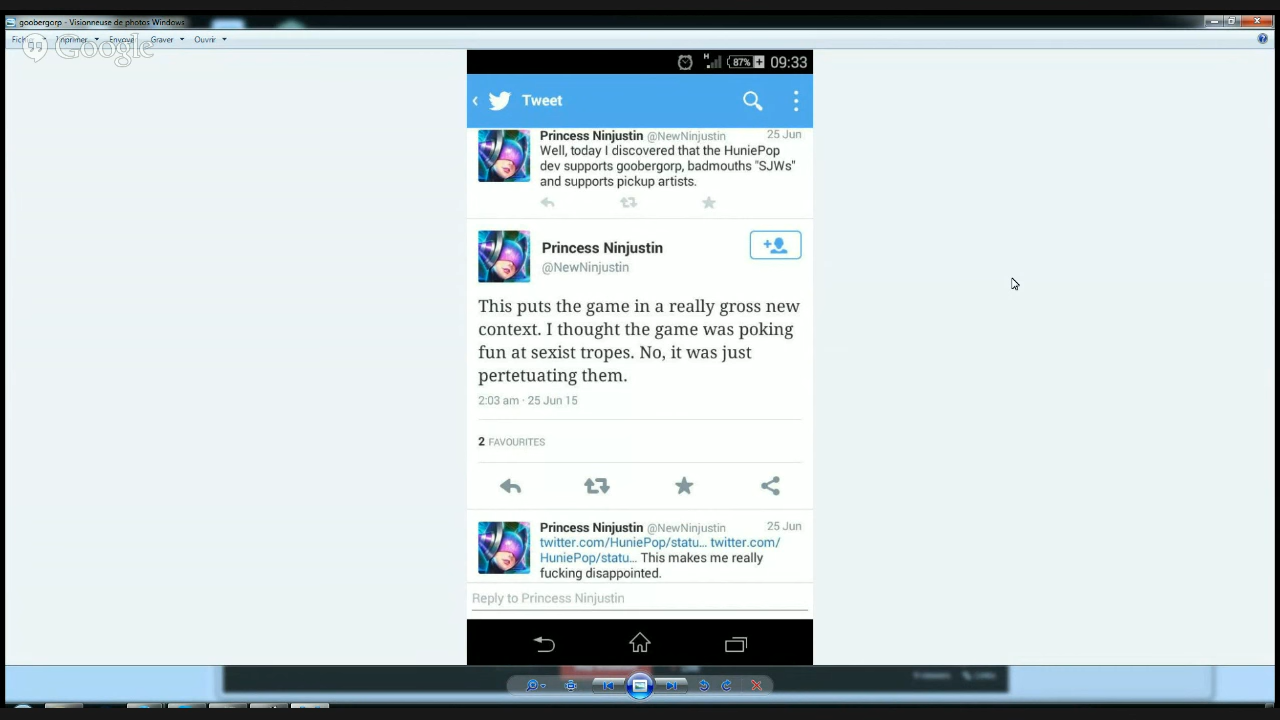 goobergorp - Visionneuse de photos Windows
Imprimer Envoyer Graver Ouvrir
Google
H 87% 09:33
Tweet
Princess Ninjustin @NewNinjustin 25 Jun
Well, today I discovered that the HuniePop
dev supports goobergorp, badmouths "SJWs"
and supports pickup artists.
Princess Ninjustin
@NewNinjustin
This puts the game in a really gross new
context. I thought the game was poking
fun at sexist tropes. No, it was just
pertetuating them.
2:03 am · 25 Jun 15
2 FAVOURITES
Princess Ninjustin @NewNinjustin 25 Jun
twitter.com/HuniePop/statu... twitter.com/
HuniePop/statu... This makes me really
fucking disappointed.
Reply to Princess Ninjustin